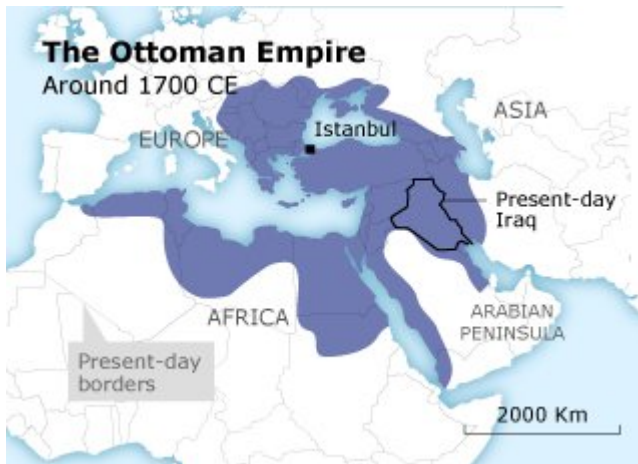 The Ottoman Empire
Around 1700 CE
ASIA
Istanbul
EUROPE
Present-day
Iraq
AFRICA
ARABIAN
PENINSULA
Present-day
borders
2000 Km